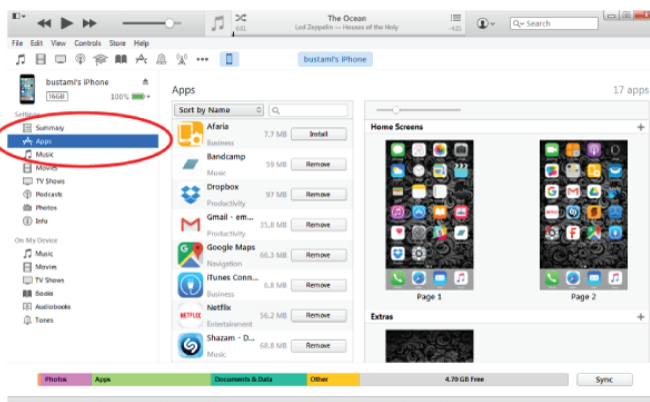 The Ocean
Led Zeppelin — Houses of the Holy
0:01
-4:21
Search
File Edit View Controls Store Help
bustami's iPhone
bustami's iPhone
16GB
100%
Settings
Summary
Apps
Music
Movies
TV Shows
Podcasts
Photos
Info
On My Device
Music
Movies
TV Shows
Books
Audiobooks
Tones
Apps
17 apps
Sort by Name
Afaria
Business
7.7 MB
Install
Bandcamp
Music
59 MB
Remove
Dropbox
Productivity
97 MB
Remove
Gmail - em...
Productivity
35.8 MB
Remove
Google Maps
Navigation
66.3 MB
Remove
iTunes Conn...
Business
6.8 MB
Remove
NETFLIX
Netflix
Entertainment
56.2 MB
Remove
Shazam - D...
Music
68.8 MB
Remove
Home Screens
Page 1
Page 2
Extras
Photos
Apps
Documents & Data
Other
4.70 GB Free
Sync